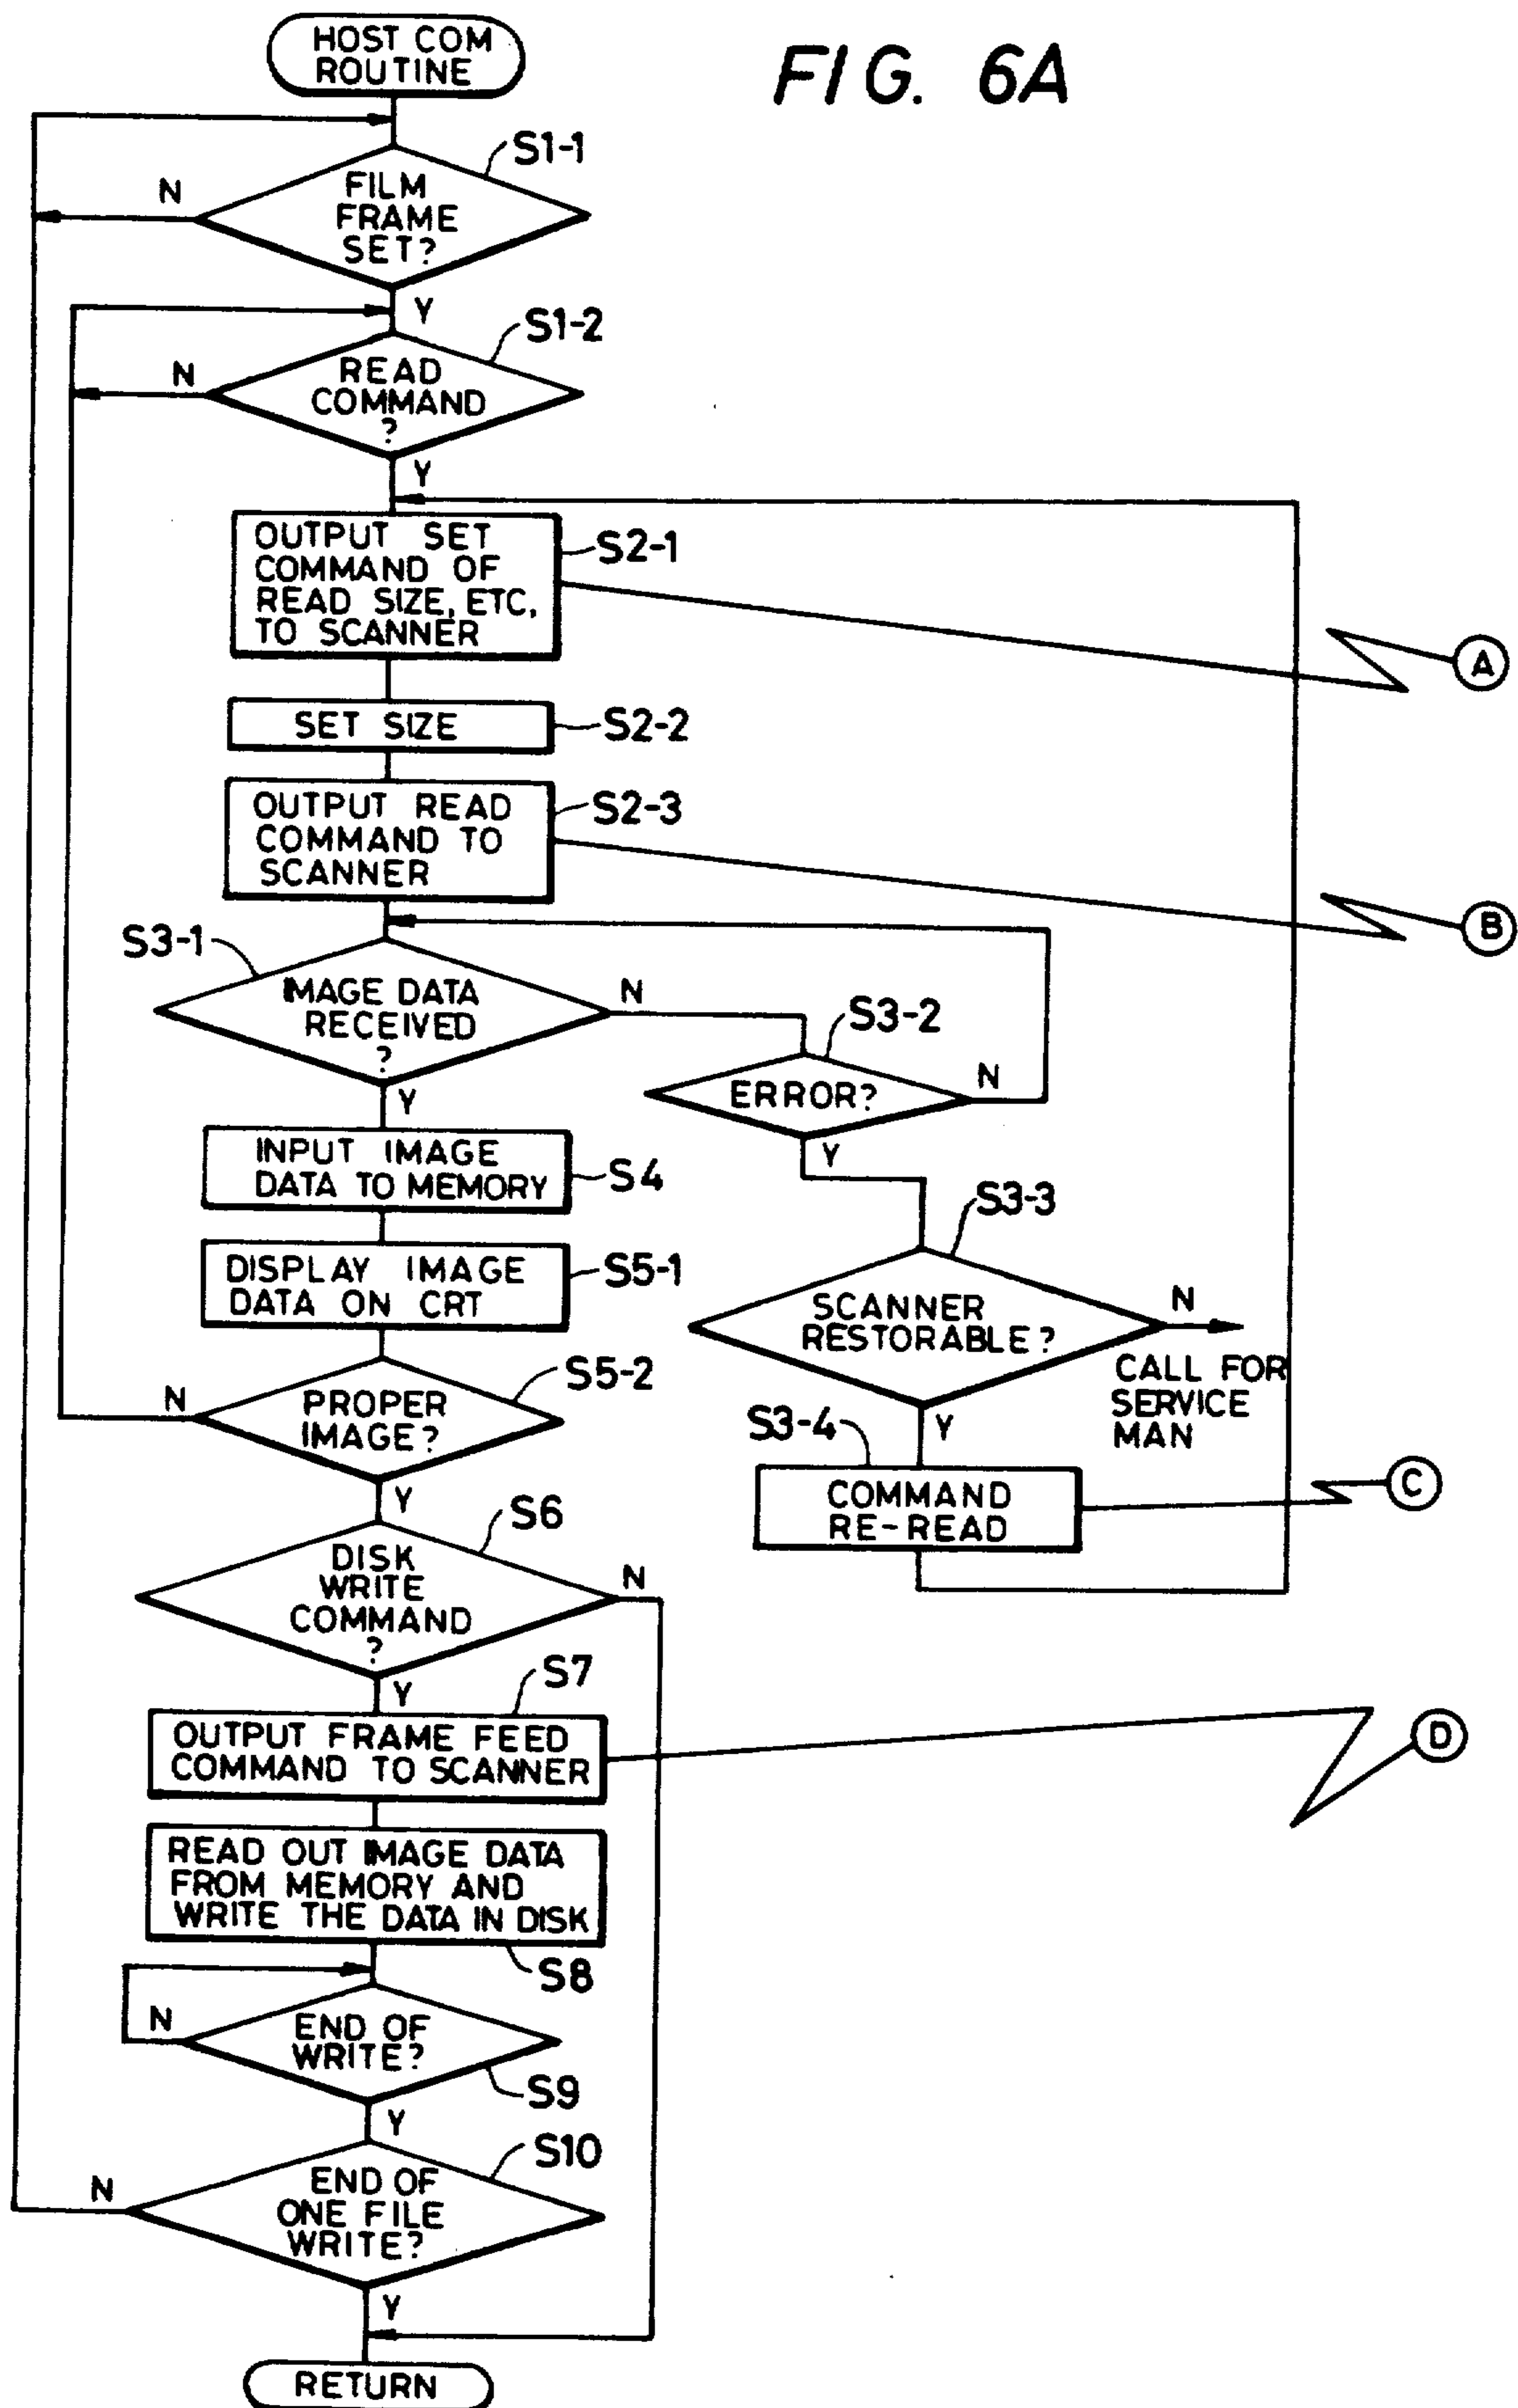 HOST COM
ROUTINE
FIG. 6A
S1-1
N
FILM
FRAME
SET?
Y
S1-2
N
READ
COMMAND
?
Y
OUTPUT SET
COMMAND OF
READ SIZE, ETC,
TO SCANNER
S2-1
A
SET SIZE
S2-2
OUTPUT READ
COMMAND TO
SCANNER
S2-3
B
S3-1
IMAGE DATA
RECEIVED
?
N
Y
S3-2
ERROR?
N
Y
INPUT IMAGE
DATA TO MEMORY
S4
S3-3
SCANNER
RESTORABLE?
N
CALL FOR
SERVICE
MAN
Y
DISPLAY IMAGE
DATA ON CRT
S5-1
S5-2
N
PROPER
IMAGE?
Y
S3-4
COMMAND
RE-READ
C
S6
DISK
WRITE
COMMAND
?
N
Y
S7
OUTPUT FRAME FEED
COMMAND TO SCANNER
D
READ OUT IMAGE DATA
FROM MEMORY AND
WRITE THE DATA IN DISK
S8
N
END OF
WRITE?
S9
Y
S10
N
END OF
ONE FILE
WRITE?
Y
RETURN